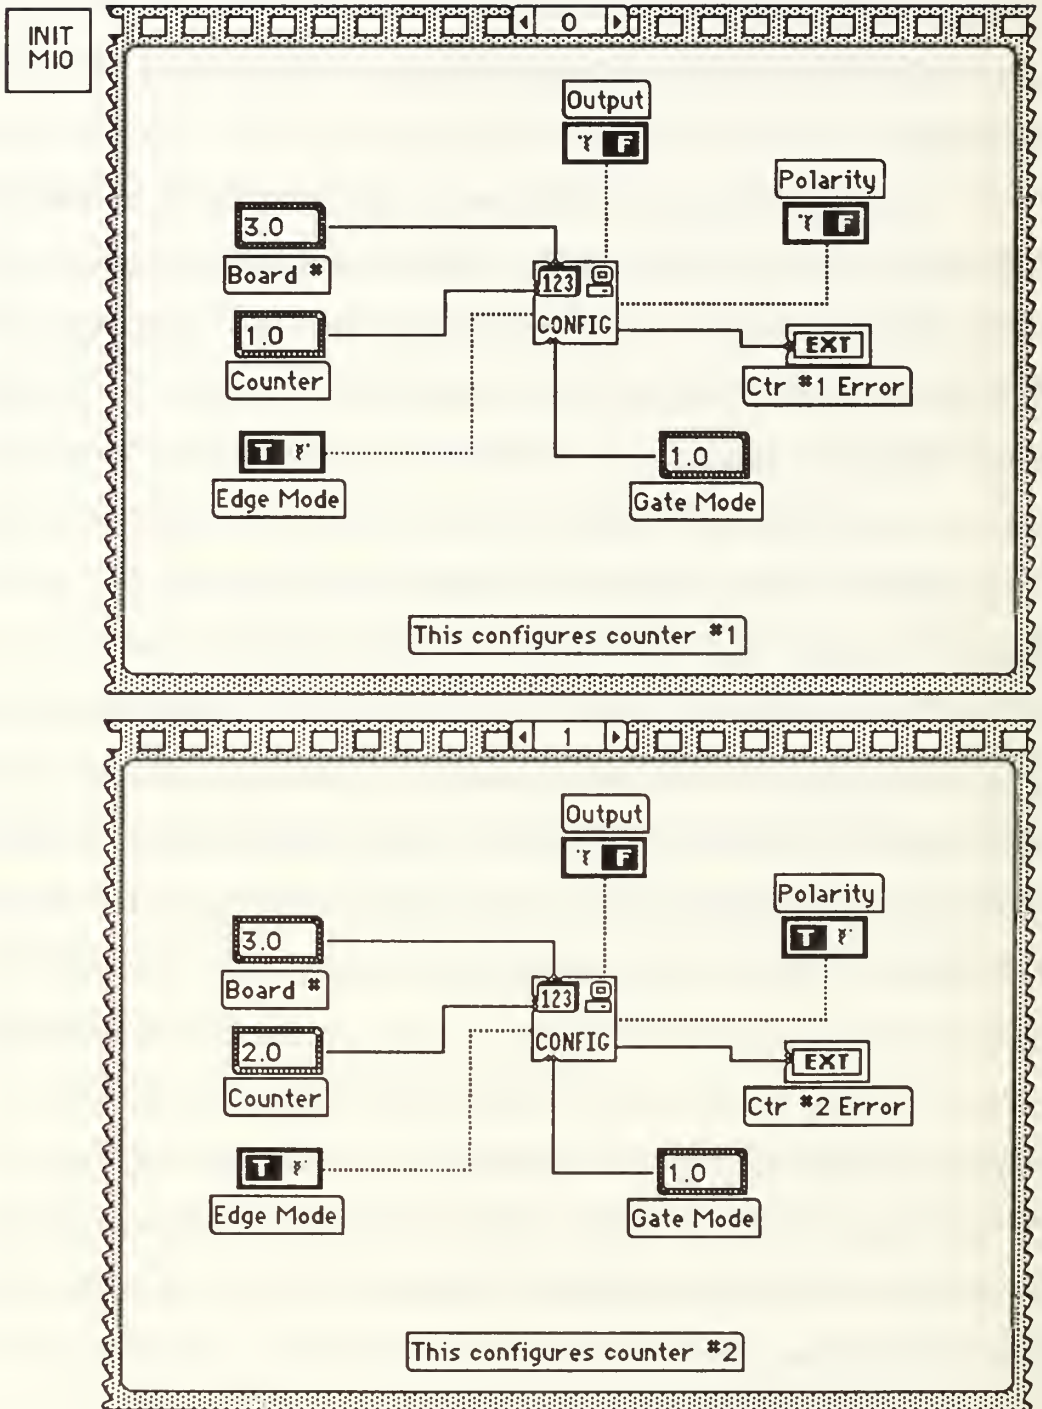 INIT
MIO
0
Output
F
Polarity
F
3.0
Board #
123
CONFIG
1.0
Counter
EXT
Ctr #1 Error
T
Edge Mode
1.0
Gate Mode
This configures counter #1
1
Output
F
Polarity
T
3.0
Board #
123
CONFIG
2.0
Counter
EXT
Ctr #2 Error
T
Edge Mode
1.0
Gate Mode
This configures counter #2